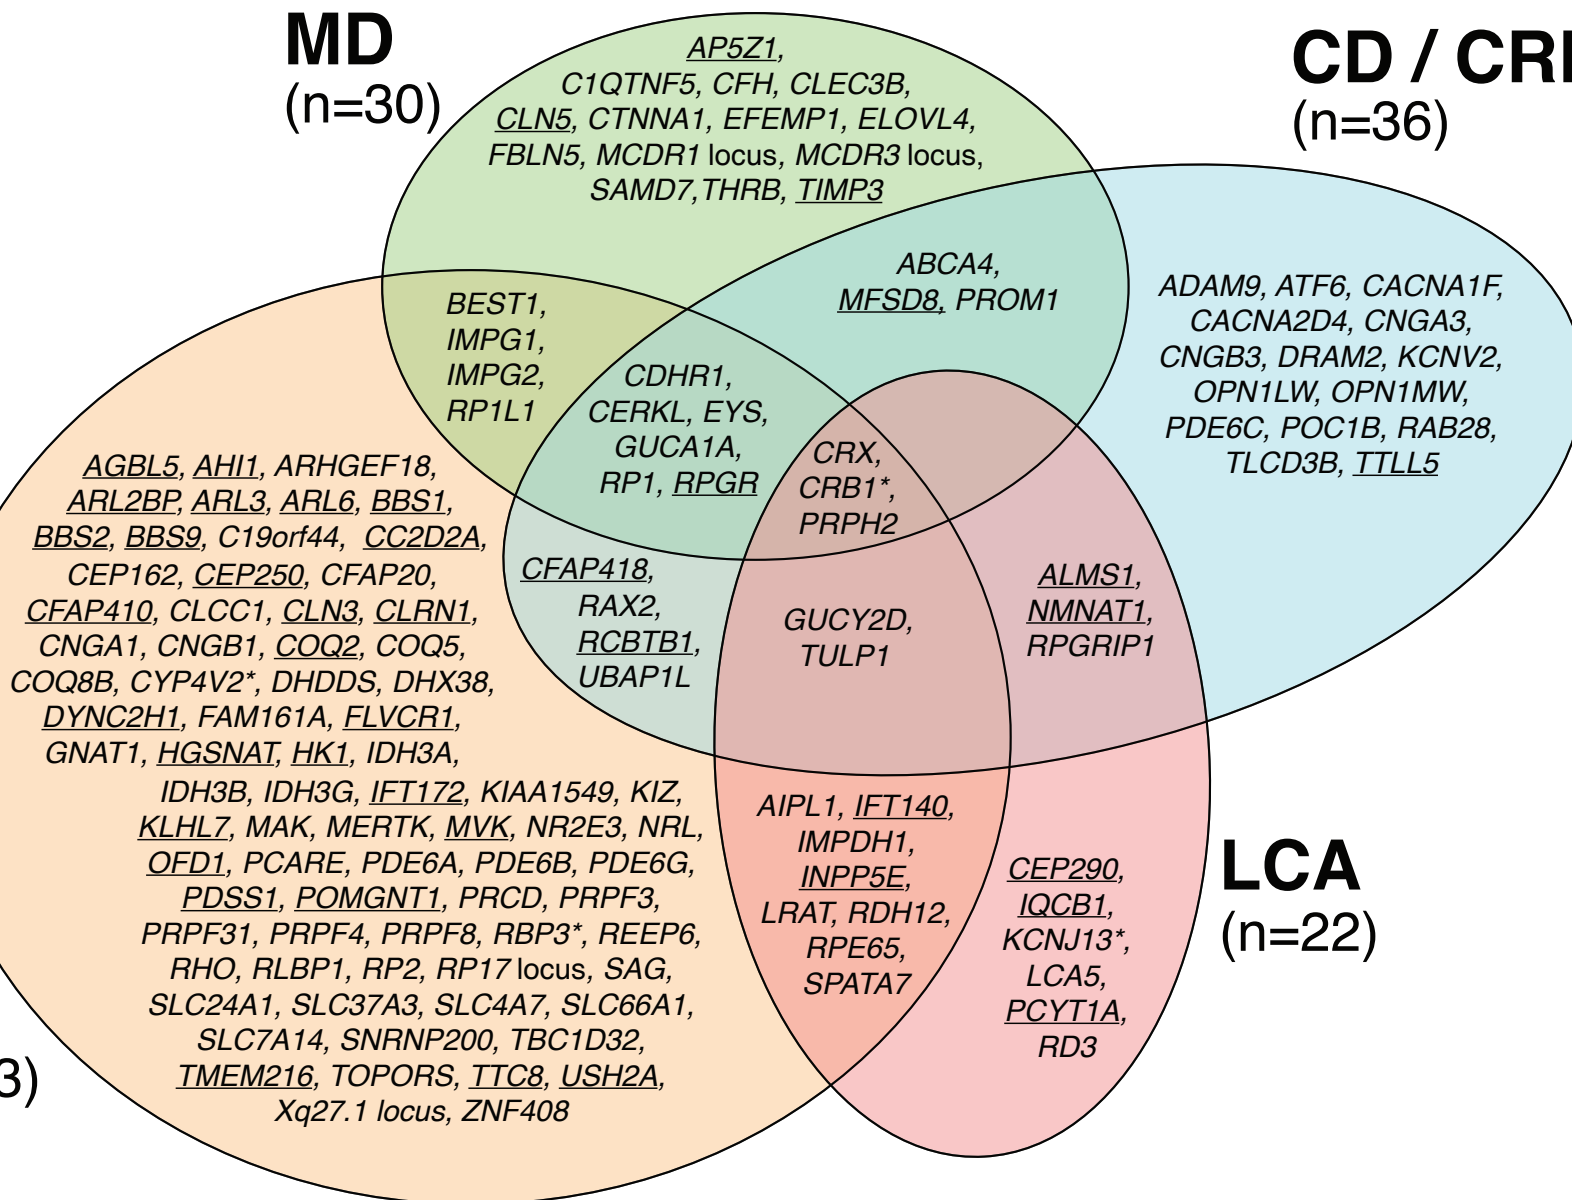 MD
(n=30)
CD / CRD
(n=36)
AP5Z1,
C1QTNF5, CFH, CLEC3B,
CLN5, CTNNA1, EFEMP1, ELOVL4,
FBLN5, MCDR1 locus, MCDR3 locus,
SAMD7,THRB, TIMP3
ABCA4,
MFSD8, PROM1
ADAM9, ATF6, CACNA1F,
CACNA2D4, CNGA3,
CNGB3, DRAM2, KCNV2,
OPN1LW, OPN1MW,
PDE6C, POC1B, RAB28,
TLCD3B, TTLL5
BEST1,
IMPG1,
IMPG2,
RP1L1
CDHR1,
CERKL, EYS,
GUCA1A,
RP1, RPGR
CRX,
CRB1*,
PRPH2
CFAP418,
RAX2,
RCBTB1,
UBAP1L
GUCY2D,
TULP1
ALMS1,
NMNAT1,
RPGRIP1
AGBL5, AHI1, ARHGEF18,
ARL2BP, ARL3, ARL6, BBS1,
BBS2, BBS9, C19orf44, CC2D2A,
CEP162, CEP250, CFAP20,
CFAP410, CLCC1, CLN3, CLRN1,
CNGA1, CNGB1, COQ2, COQ5,
COQ8B, CYP4V2*, DHDDS, DHX38,
DYNC2H1, FAM161A, FLVCR1,
GNAT1, HGSNAT, HK1, IDH3A,
IDH3B, IDH3G, IFT172, KIAA1549, KIZ,
KLHL7, MAK, MERTK, MVK, NR2E3, NRL,
OFD1, PCARE, PDE6A, PDE6B, PDE6G,
PDSS1, POMGNT1, PRCD, PRPF3,
PRPF31, PRPF4, PRPF8, RBP3*, REEP6,
RHO, RLBP1, RP2, RP17 locus, SAG,
SLC24A1, SLC37A3, SLC4A7, SLC66A1,
SLC7A14, SNRNP200, TBC1D32,
TMEM216, TOPORS, TTC8, USH2A,
Xq27.1 locus, ZNF408
AIPL1, IFT140,
IMPDH1,
INPP5E,
LRAT, RDH12,
RPE65,
SPATA7
CEP290,
IQCB1,
KCNJ13*,
LCA5,
PCYT1A,
RD3
LCA
(n=22)
3)